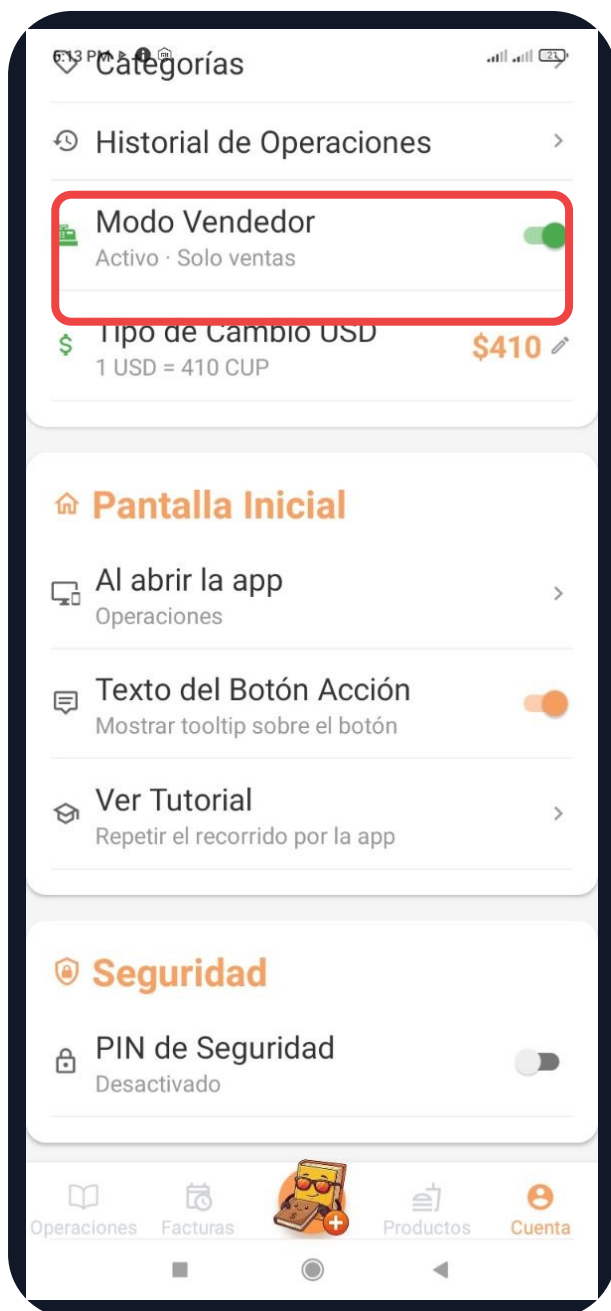 6:13 PM
21
Categorías
Historial de Operaciones
Modo Vendedor
Activo · Solo ventas
Tipo de Cambio USD
$410
1 USD = 410 CUP
Pantalla Inicial
Al abrir la app
Operaciones
Texto del Botón Acción
Mostrar tooltip sobre el botón
Ver Tutorial
Repetir el recorrido por la app
Seguridad
PIN de Seguridad
Desactivado
Operaciones
Facturas
Productos
Cuenta